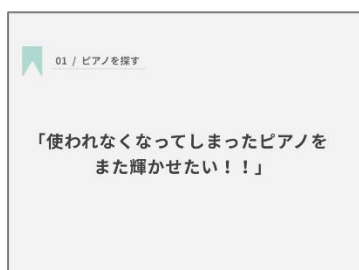 01 / ピアノを探す
「使われなくなってしまったピアノを
また輝かせたい！！」